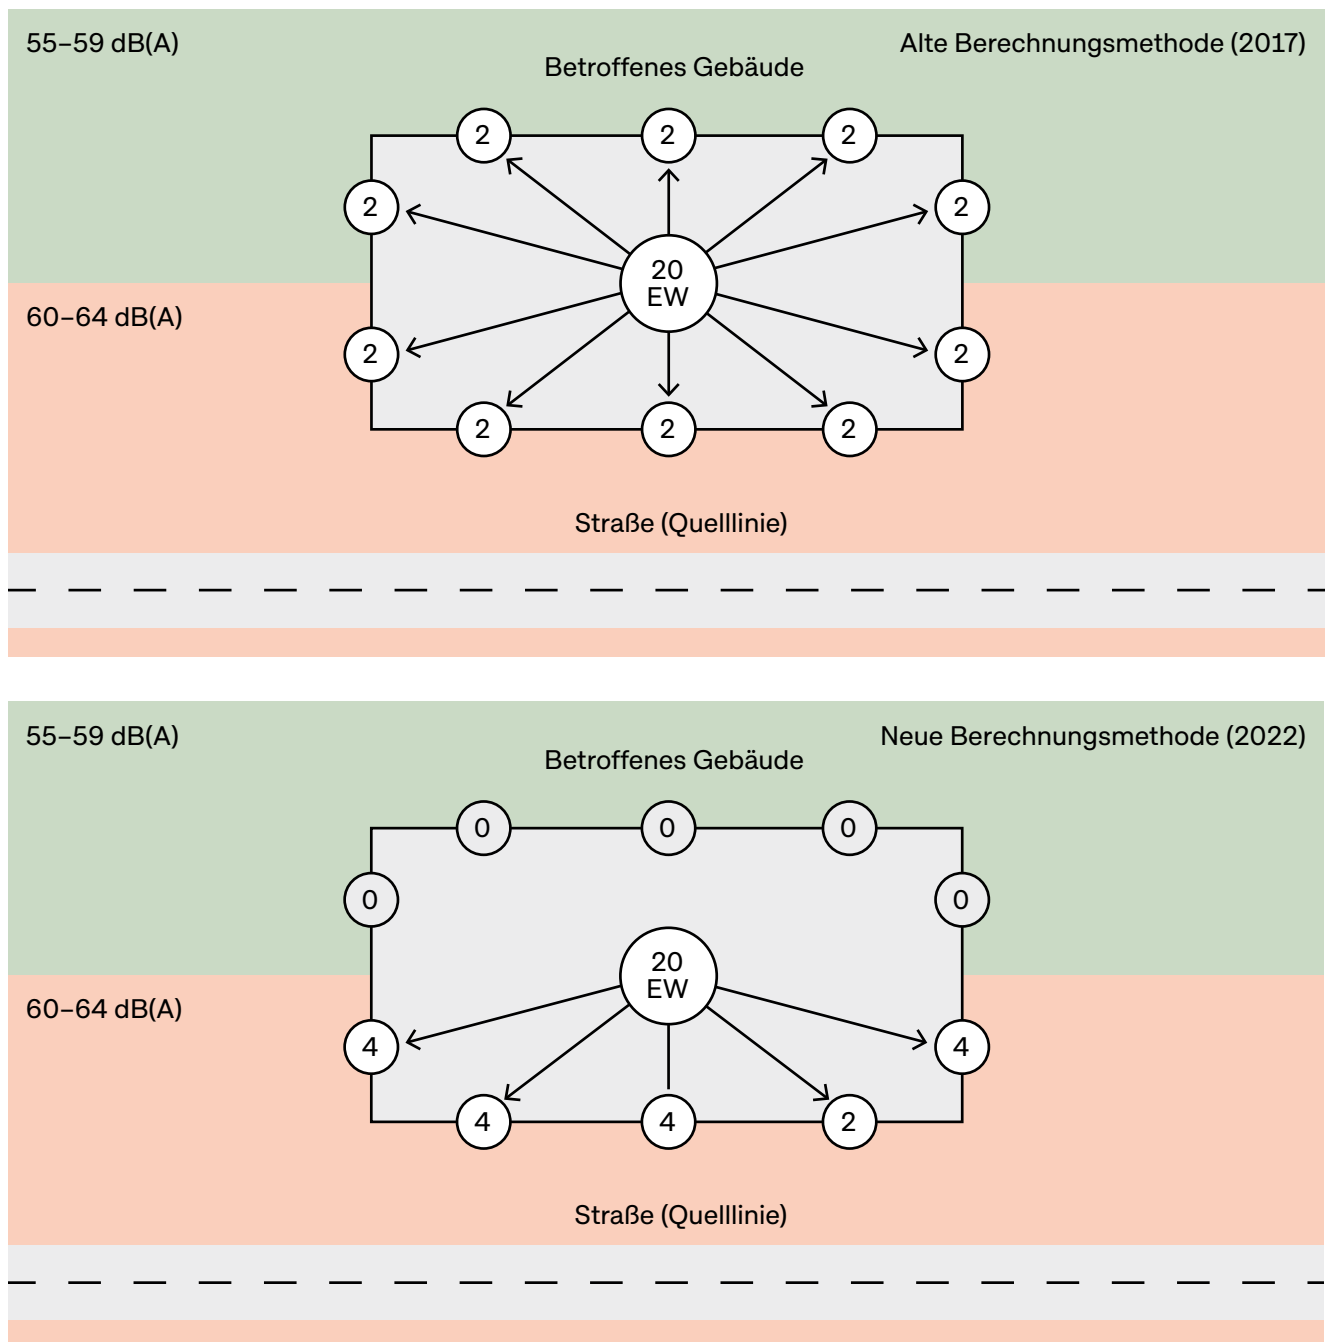 55–59 dB(A)
Alte Berechnungsmethode (2017)
Betroffenes Gebäude
2
2
2
2
2
20
EW
60–64 dB(A)
2
2
2
2
2
Straße (Quelllinie)
55–59 dB(A)
Neue Berechnungsmethode (2022)
Betroffenes Gebäude
0
0
0
0
0
20
EW
60–64 dB(A)
4
4
4
4
2
Straße (Quelllinie)